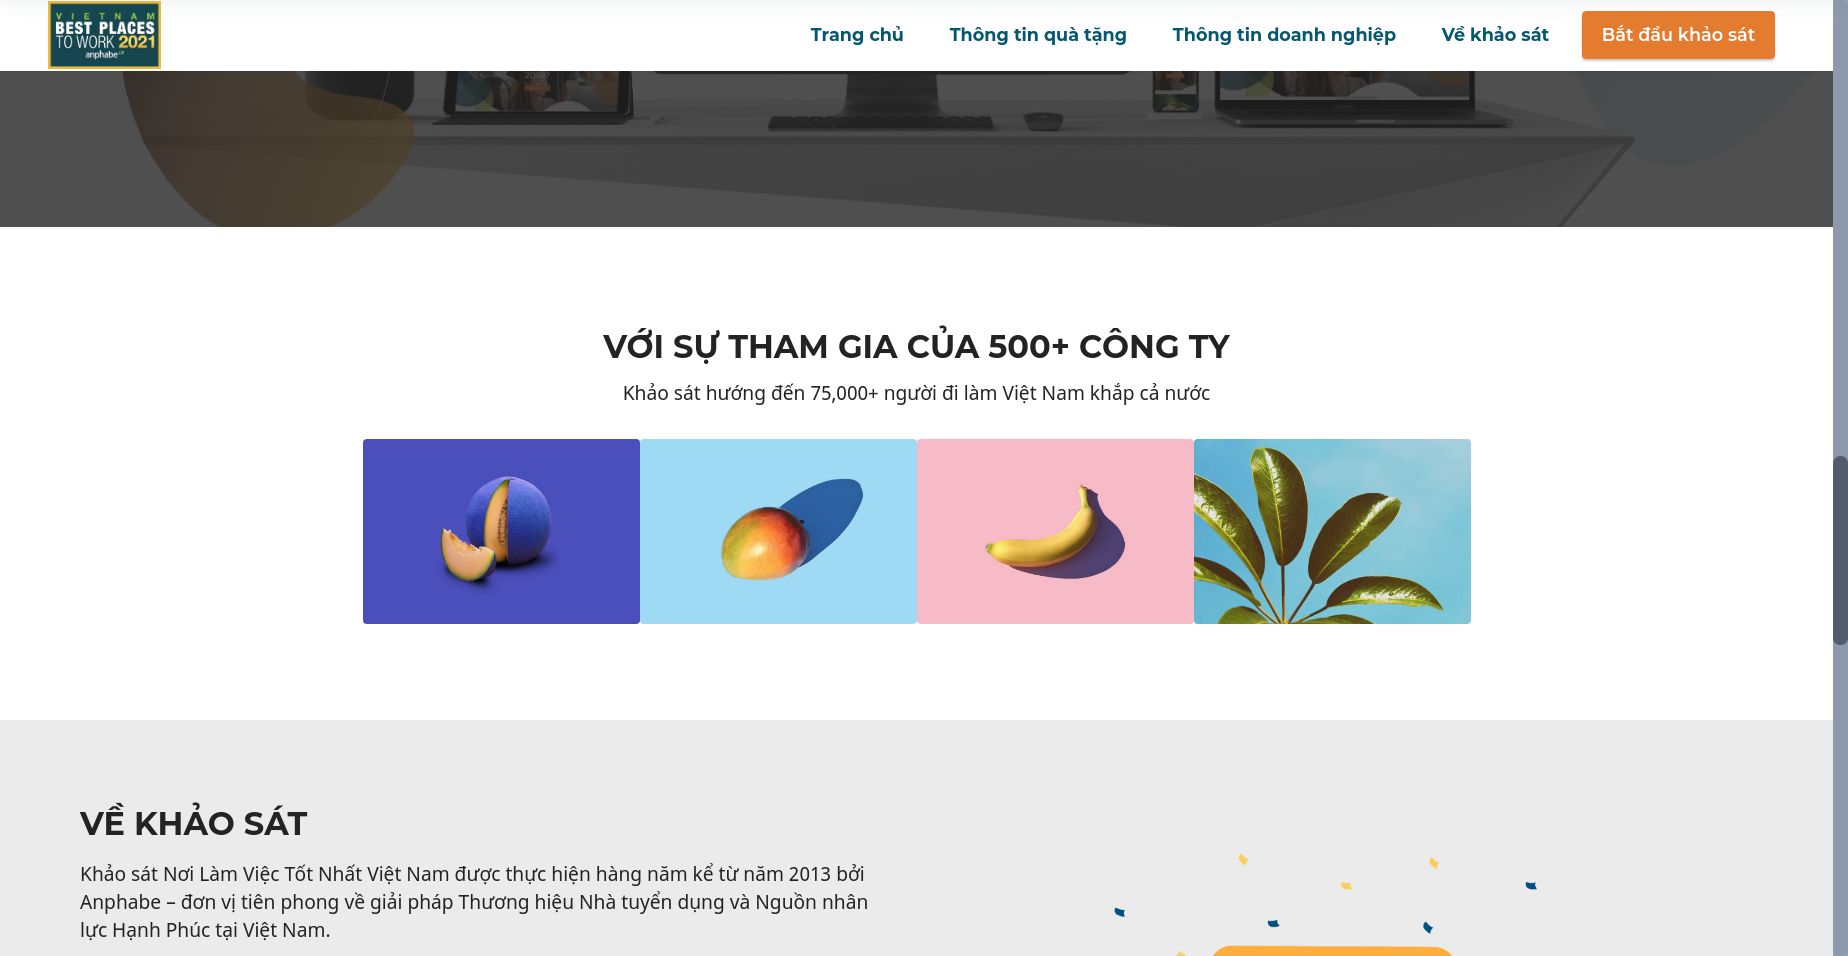 VIETNAM
BEST PLACES
TO WORK 2021
anphabe
Trang chủ
Thông tin quà tặng
Thông tin doanh nghiệp
Về khảo sát
Bắt đầu khảo sát
VỚI SỰ THAM GIA CỦA 500+ CÔNG TY
Khảo sát hướng đến 75,000+ người đi làm Việt Nam khắp cả nước
VỀ KHẢO SÁT
Khảo sát Nơi Làm Việc Tốt Nhất Việt Nam được thực hiện hàng năm kể từ năm 2013 bởi
Anphabe – đơn vị tiên phong về giải pháp Thương hiệu Nhà tuyển dụng và Nguồn nhân
lực Hạnh Phúc tại Việt Nam.